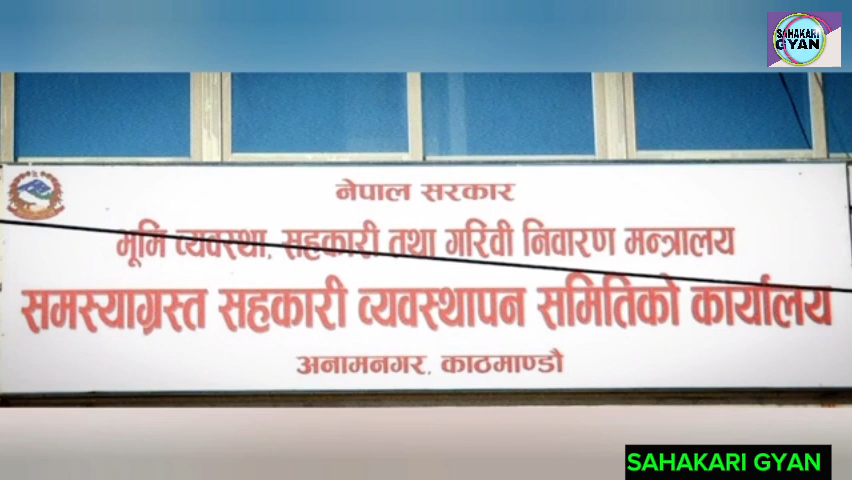 SAHAKARI
GYAN
नेपाल सरकार
भूमि व्यवस्था, सहकारी तथा गरिवी निवारण मन्त्रालय
समस्याग्रस्त सहकारी व्यवस्थापन समितिको कार्यालय
अनामनगर, काठमाण्डौ
SAHAKARI GYAN